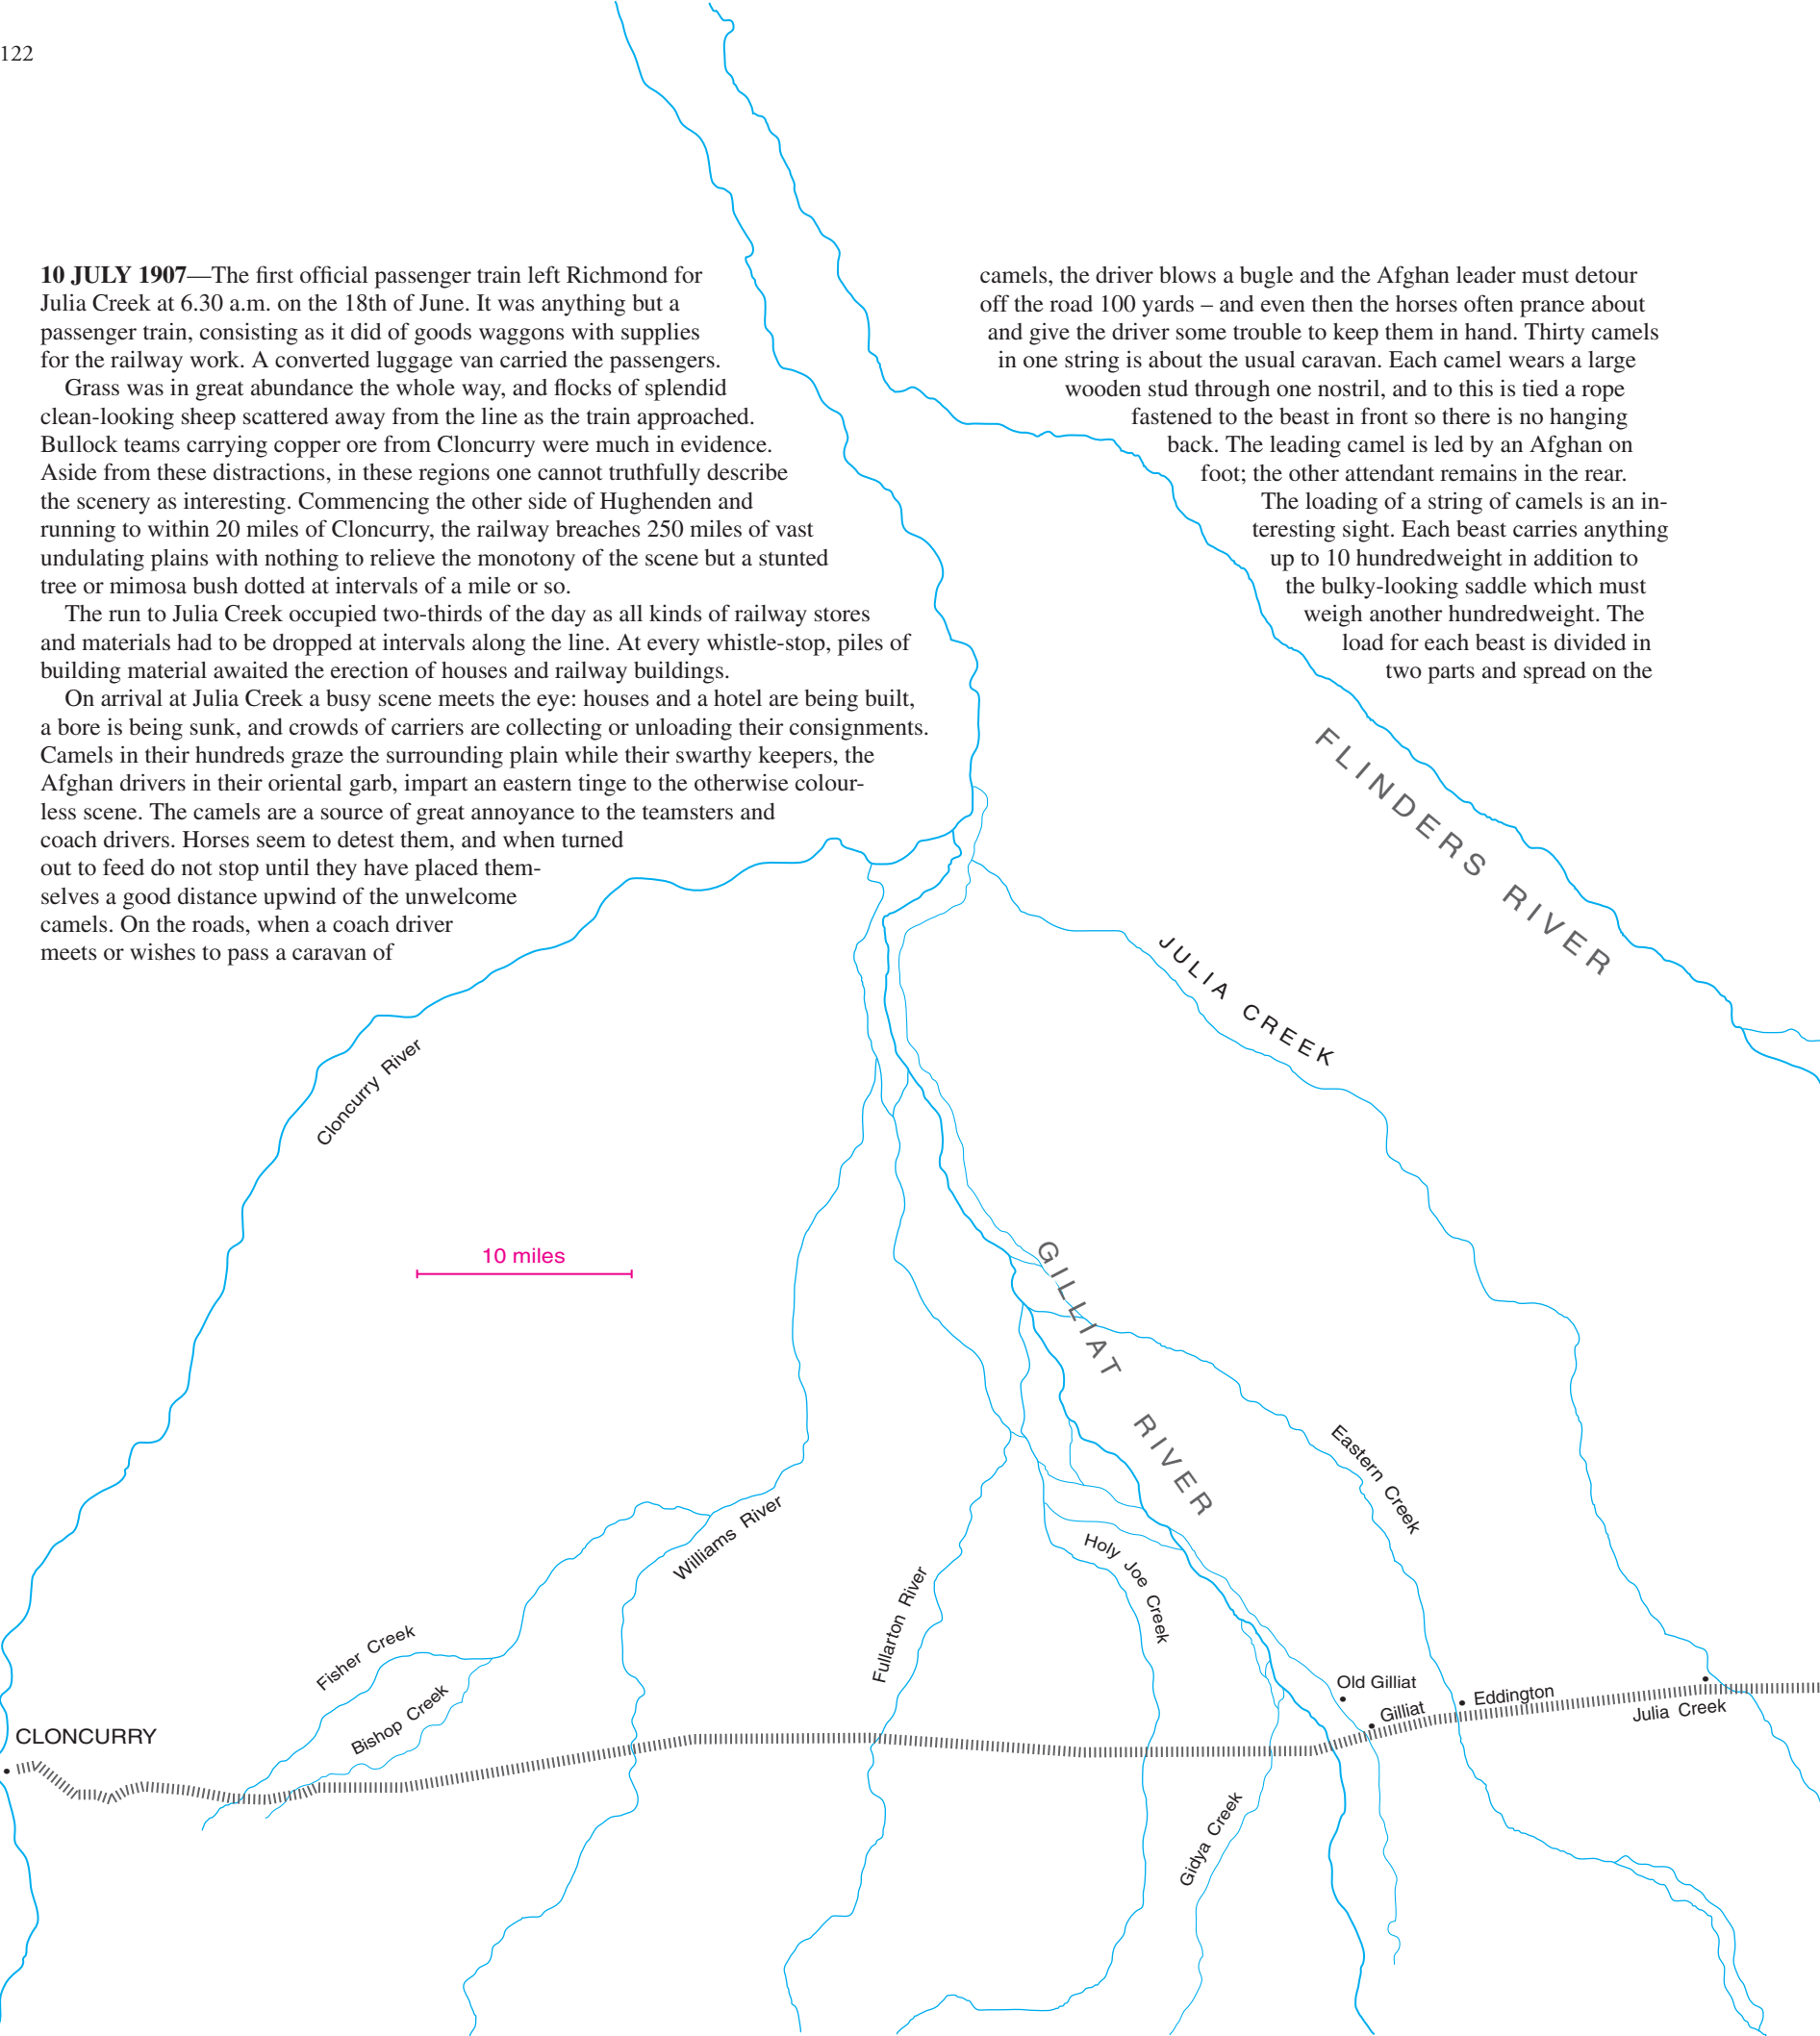 122
10 JULY 1907—The first official passenger train left Richmond for
Julia Creek at 6.30 a.m. on the 18th of June. It was anything but a
passenger train, consisting as it did of goods waggons with supplies
for the railway work. A converted luggage van carried the passengers.
Grass was in great abundance the whole way, and flocks of splendid
clean-looking sheep scattered away from the line as the train approached.
Bullock teams carrying copper ore from Cloncurry were much in evidence.
Aside from these distractions, in these regions one cannot truthfully describe
the scenery as interesting. Commencing the other side of Hughenden and
running to within 20 miles of Cloncurry, the railway breaches 250 miles of vast
undulating plains with nothing to relieve the monotony of the scene but a stunted
tree or mimosa bush dotted at intervals of a mile or so.
The run to Julia Creek occupied two-thirds of the day as all kinds of railway stores
and materials had to be dropped at intervals along the line. At every whistle-stop, piles of
building material awaited the erection of houses and railway buildings.
On arrival at Julia Creek a busy scene meets the eye: houses and a hotel are being built,
a bore is being sunk, and crowds of carriers are collecting or unloading their consignments.
Camels in their hundreds graze the surrounding plain while their swarthy keepers, the
Afghan drivers in their oriental garb, impart an eastern tinge to the otherwise colour-
less scene. The camels are a source of great annoyance to the teamsters and
coach drivers. Horses seem to detest them, and when turned
out to feed do not stop until they have placed them-
selves a good distance upwind of the unwelcome
camels. On the roads, when a coach driver
meets or wishes to pass a caravan of
camels, the driver blows a bugle and the Afghan leader must detour
off the road 100 yards – and even then the horses often prance about
and give the driver some trouble to keep them in hand. Thirty camels
in one string is about the usual caravan. Each camel wears a large
wooden stud through one nostril, and to this is tied a rope
fastened to the beast in front so there is no hanging
back. The leading camel is led by an Afghan on
foot; the other attendant remains in the rear.
The loading of a string of camels is an in-
teresting sight. Each beast carries anything
up to 10 hundredweight in addition to
the bulky-looking saddle which must
weigh another hundredweight. The
load for each beast is divided in
two parts and spread on the
FLINDERS RIVER
JULIA CREEK
Cloncurry River
10 miles
GILLIAT RIVER
Eastern Creek
Williams River
Holy Joe Creek
Fullarton River
Fisher Creek
Bishop Creek
Old Gilliat
Gilliat
Eddington
Julia Creek
CLONCURRY
Gidya Creek